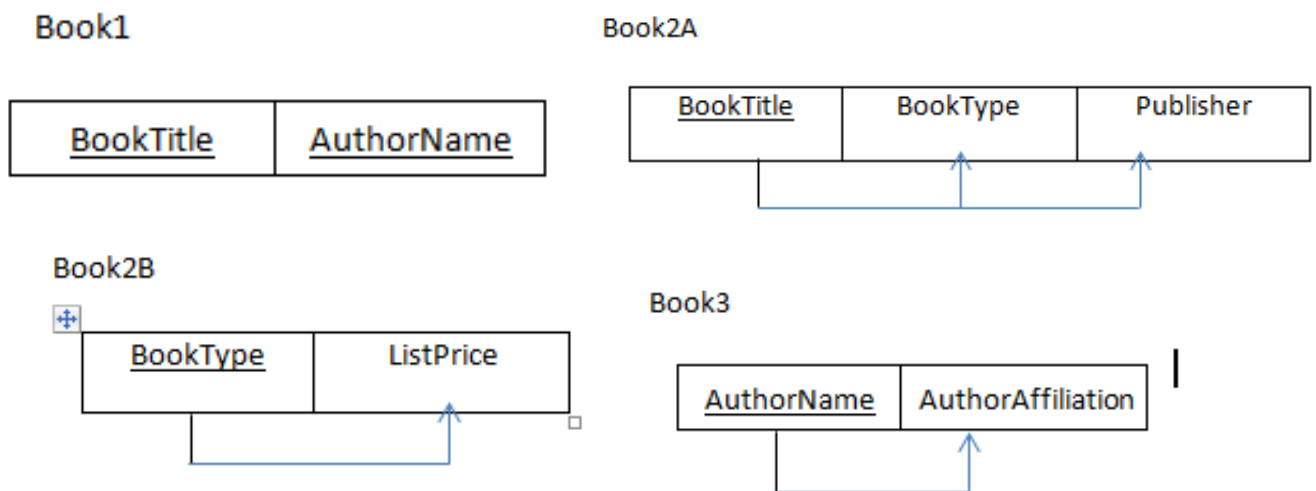 Book1
BookTitle AuthorName
Book2A
BookTitle BookType Publisher
Book2B
BookType ListPrice
Book3
AuthorName AuthorAffiliation